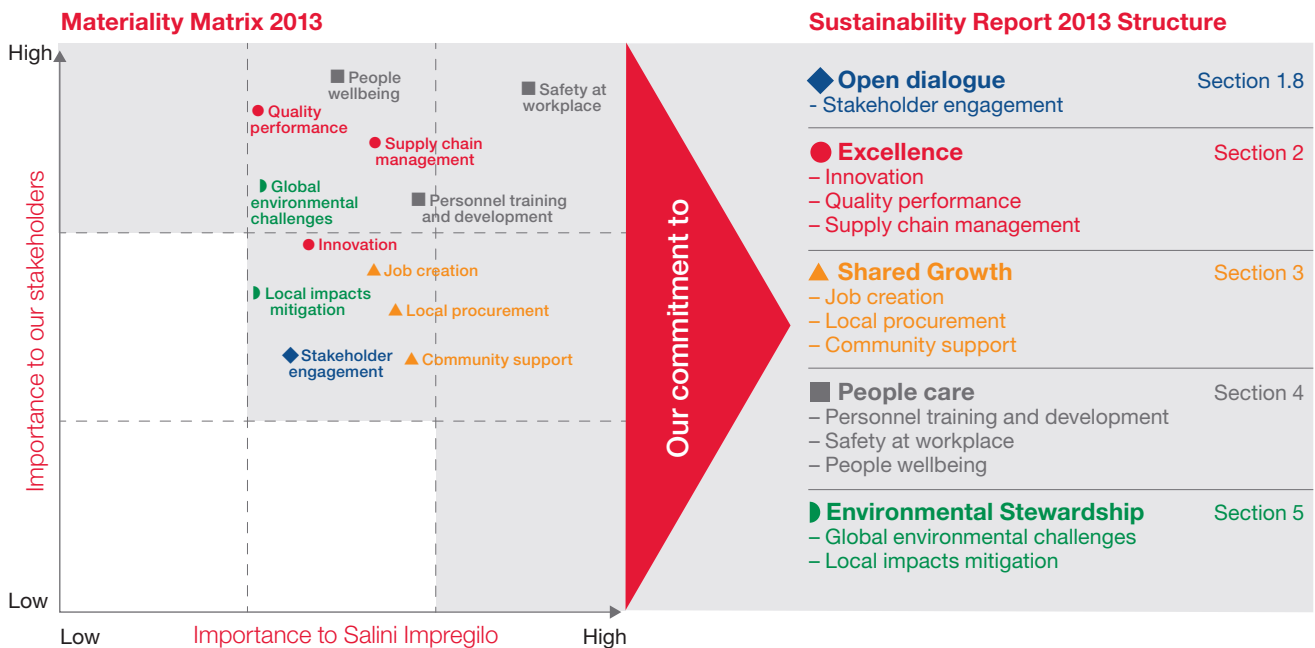 Materiality Matrix 2013
High
People
wellbeing
Safety at
workplace
Quality
performance
Supply chain
management
Global
environmental
challenges
Personnel training
and development
Innovation
Job creation
Local impacts
mitigation
Local procurement
Stakeholder
engagement
Community support
Importance to our stakeholders
Low
Low
Importance to Salini Impregilo
High
Our commitment to
Sustainability Report 2013 Structure
Open dialogue Section 1.8
- Stakeholder engagement
Excellence Section 2
– Innovation
– Quality performance
– Supply chain management
Shared Growth Section 3
– Job creation
– Local procurement
– Community support
People care Section 4
– Personnel training and development
– Safety at workplace
– People wellbeing
Environmental Stewardship Section 5
– Global environmental challenges
– Local impacts mitigation